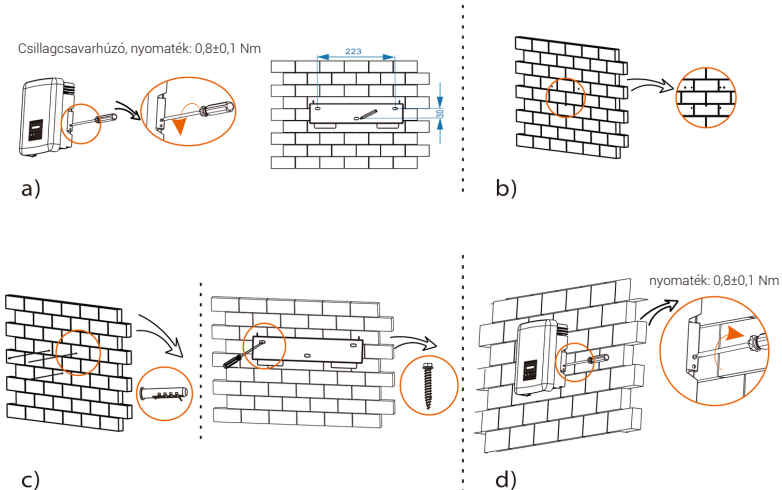 Csillagcsavarhúzó, nyomaték: 0,8±0,1 Nm
223
30
a)
b)
nyomaték: 0,8±0,1 Nm
c)
d)